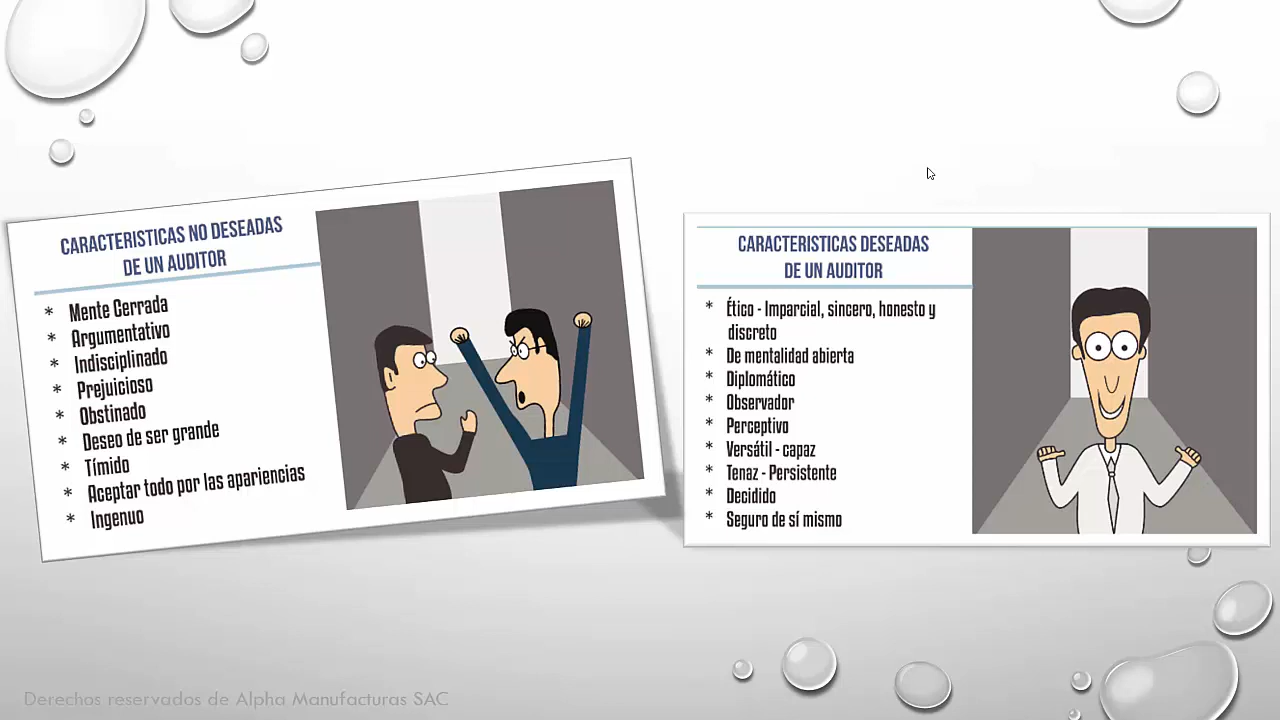 CARACTERISTICAS NO DESEADAS
DE UN AUDITOR
* Mente Cerrada
* Argumentativo
* Indisciplinado
* Prejuicioso
* Obstinado
* Deseo de ser grande
* Tímido
* Aceptar todo por las apariencias
* Ingenuo
CARACTERISTICAS DESEADAS
DE UN AUDITOR
* Ético - Imparcial, sincero, honesto y
discreto
* De mentalidad abierta
* Diplomático
* Observador
* Perceptivo
* Versátil - capaz
* Tenaz - Persistente
* Decidido
* Seguro de sí mismo
Derechos reservados de Alpha Manufacturas SAC